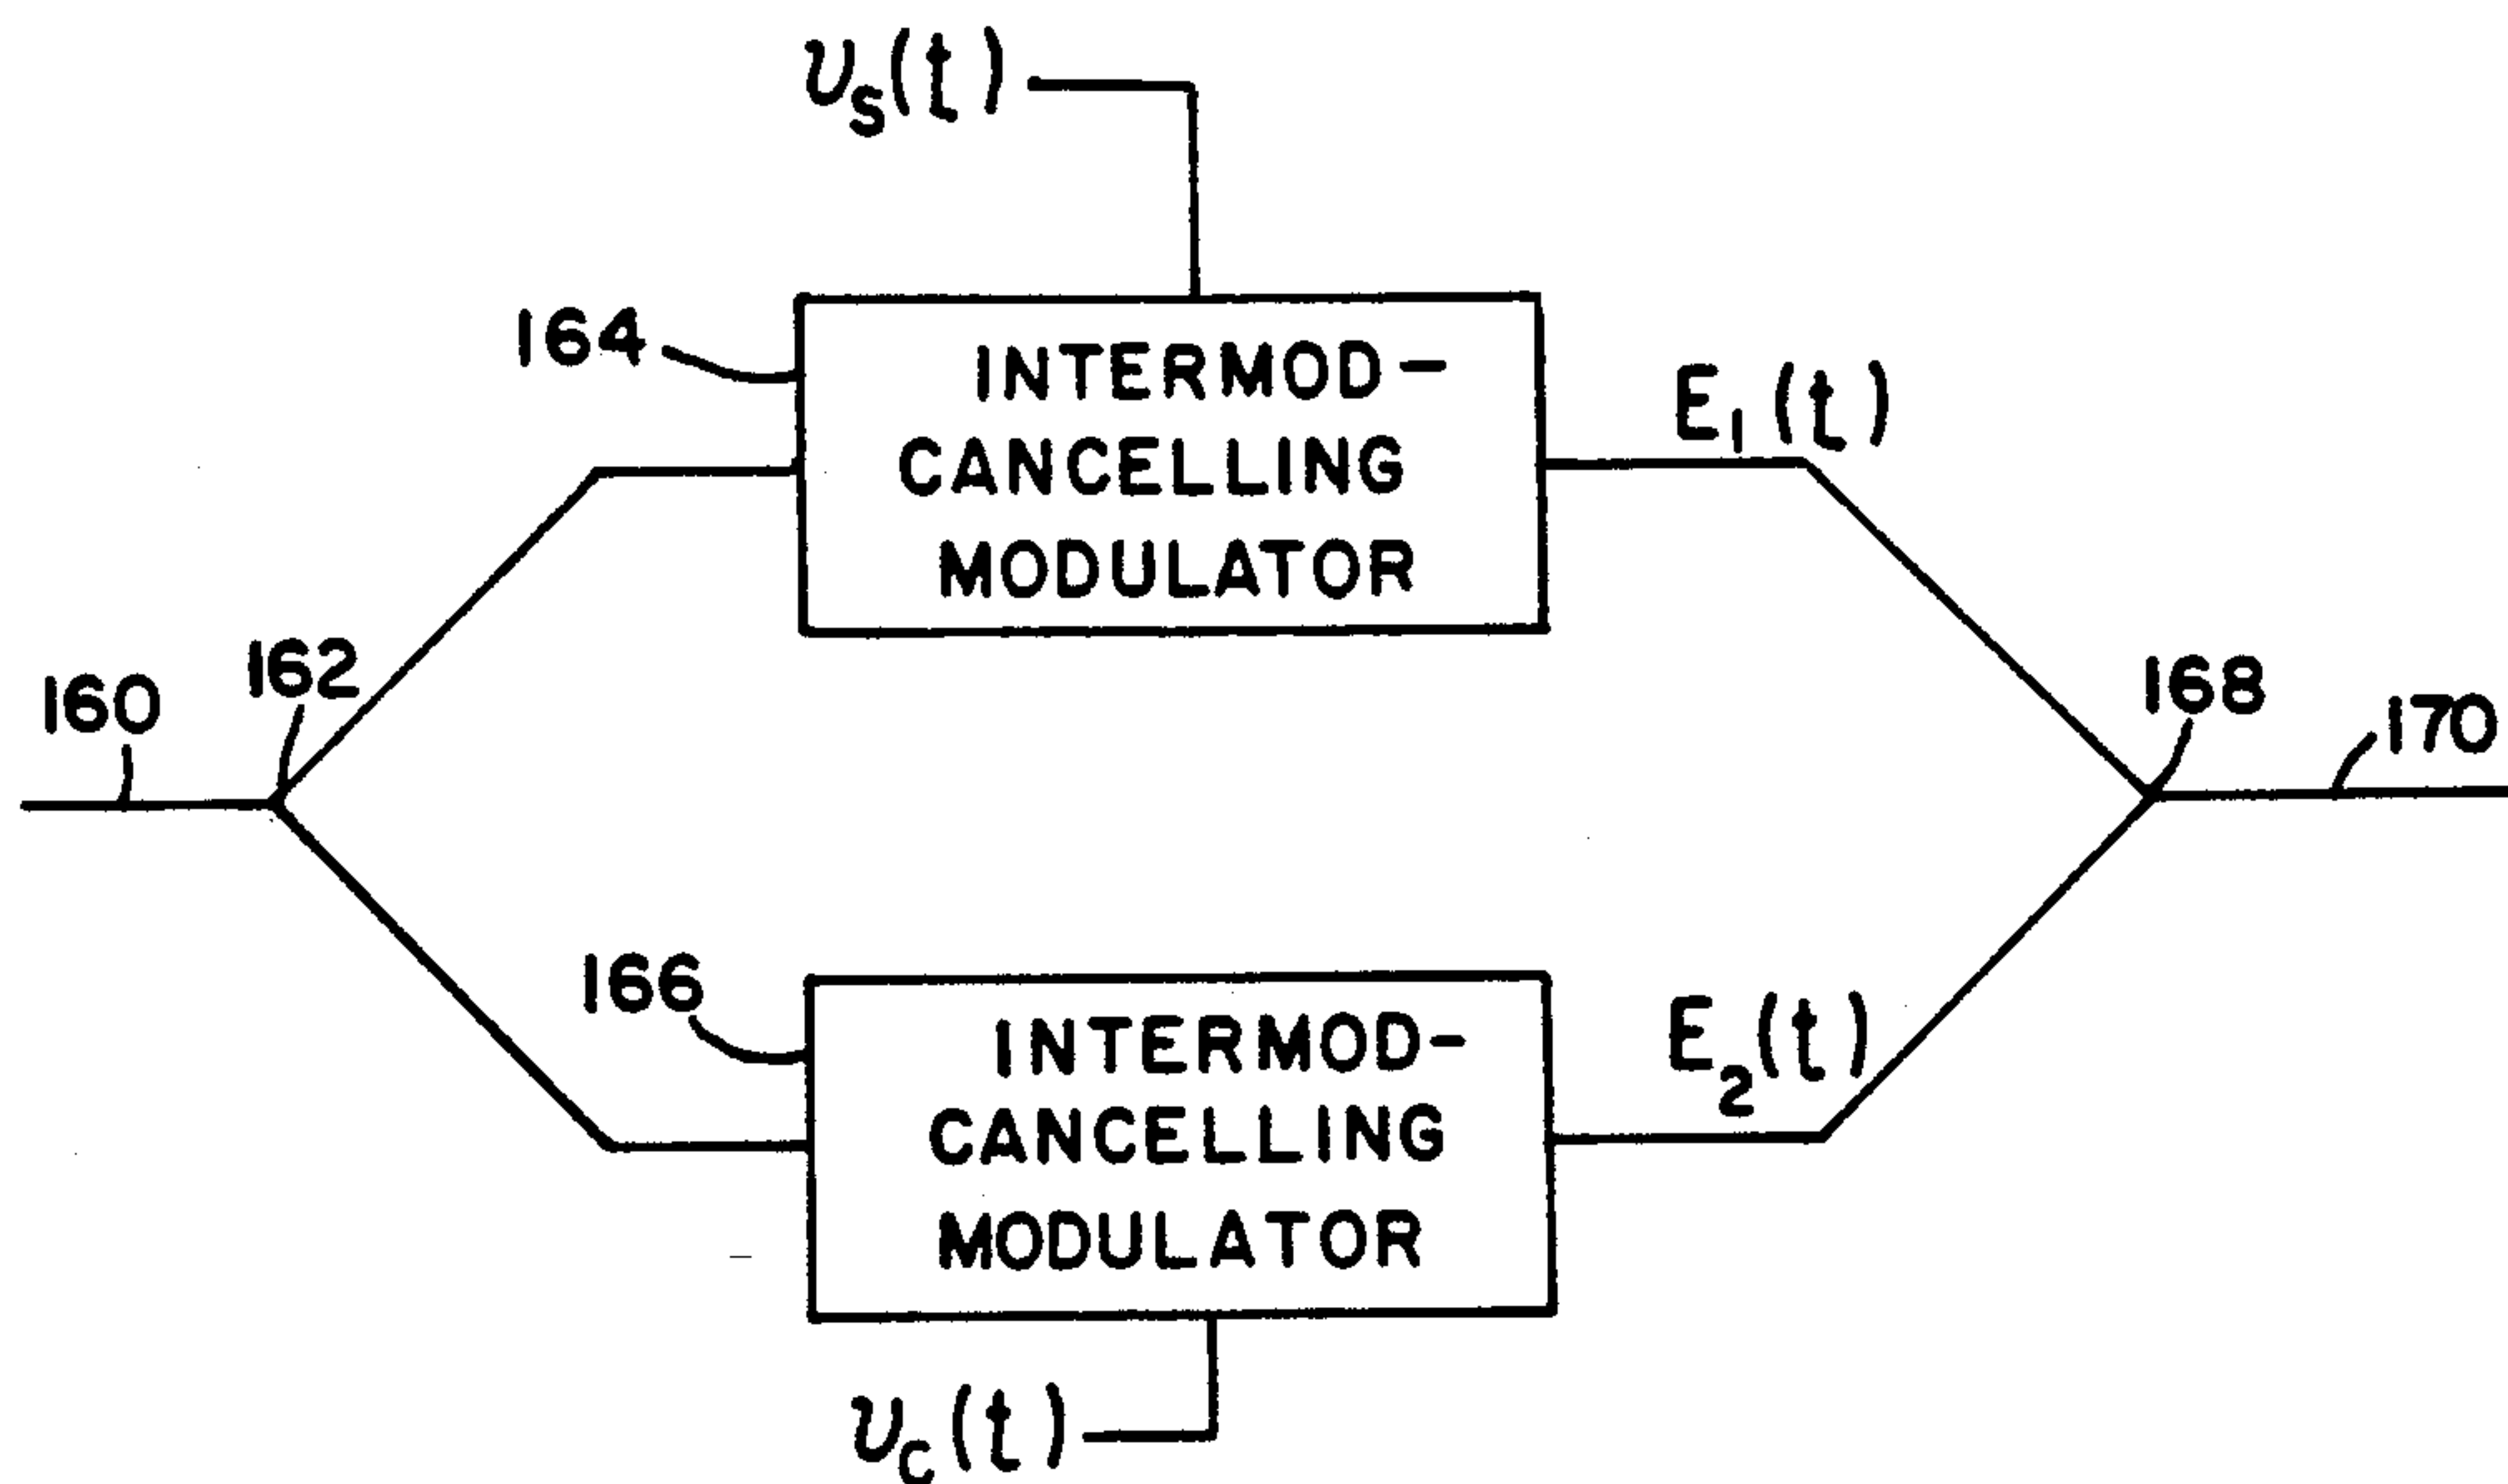 υs(t)
164
INTERMOD-
CANCELLING
MODULATOR
E1(t)
160
162
168
170
166
INTERMOD-
CANCELLING
MODULATOR
E2(t)
υc(t)